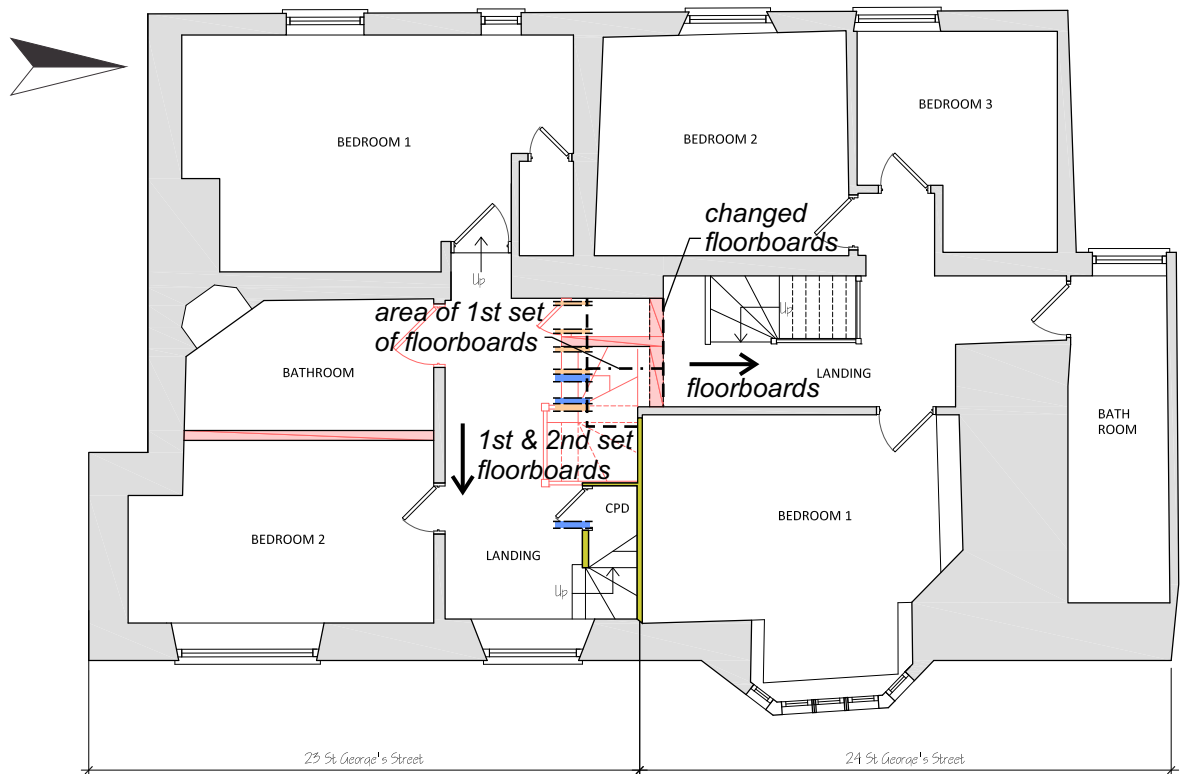 BEDROOM 3
BEDROOM 1
BEDROOM 2
changed
floorboards
Up
area of 1st set
of floorboards
Up
BATHROOM
LANDING
floorboards
BATH
ROOM
1st & 2nd set
floorboards
CPD
BEDROOM 1
BEDROOM 2
LANDING
Up
23 St George's Street
24 St George's Street